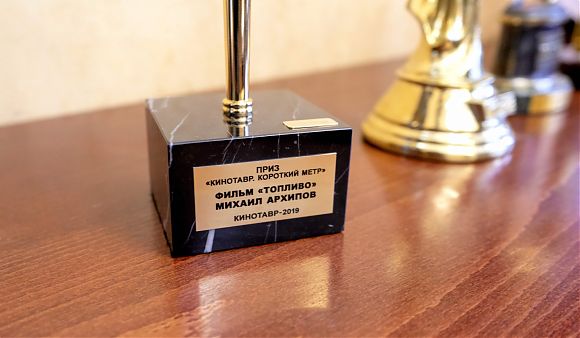 ПРИЗ
«КИНОТАВР. КОРОТКИЙ МЕТР»
ФИЛЬМ «ТОПЛИВО»
МИХАИЛ АРХИПОВ
КИНОТАВР-2019